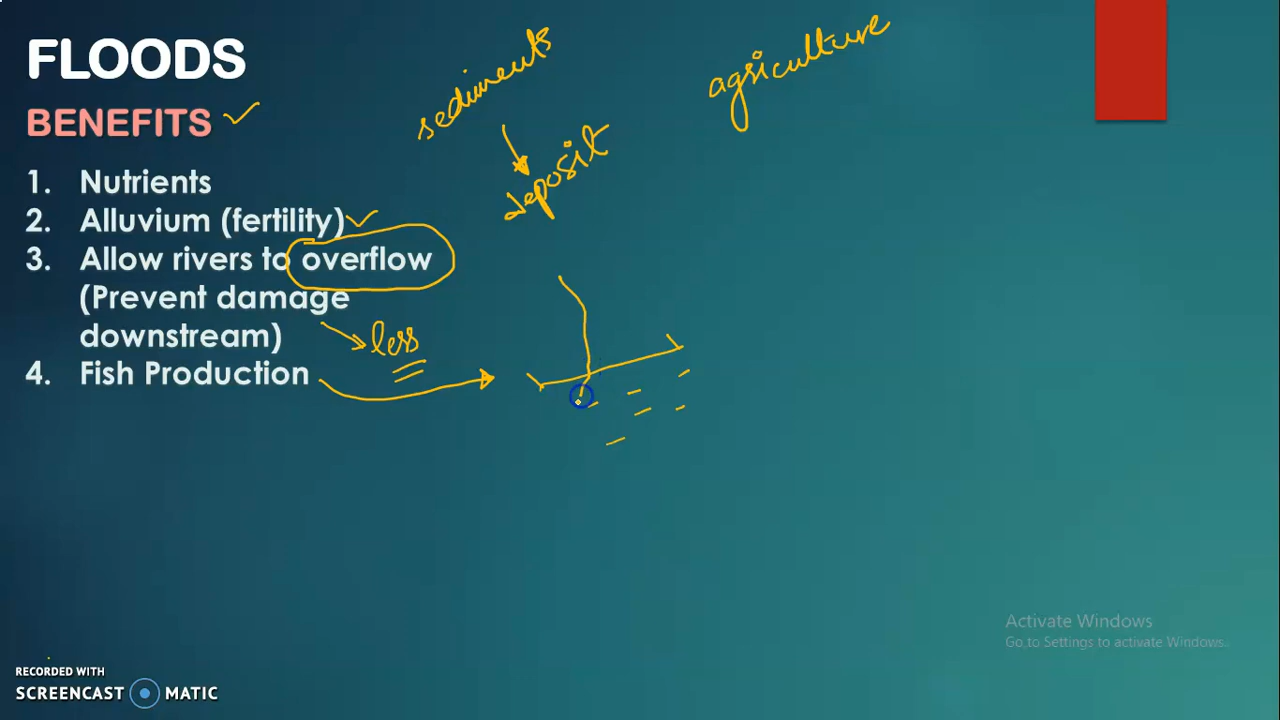 FLOODS
BENEFITS
sediments
deposit
agriculture
1. Nutrients
2. Alluvium (fertility)
3. Allow rivers to overflow
(Prevent damage
downstream)
less
4. Fish Production
Activate Windows
Go to Settings to activate Windows.
RECORDED WITH
SCREENCAST MATIC